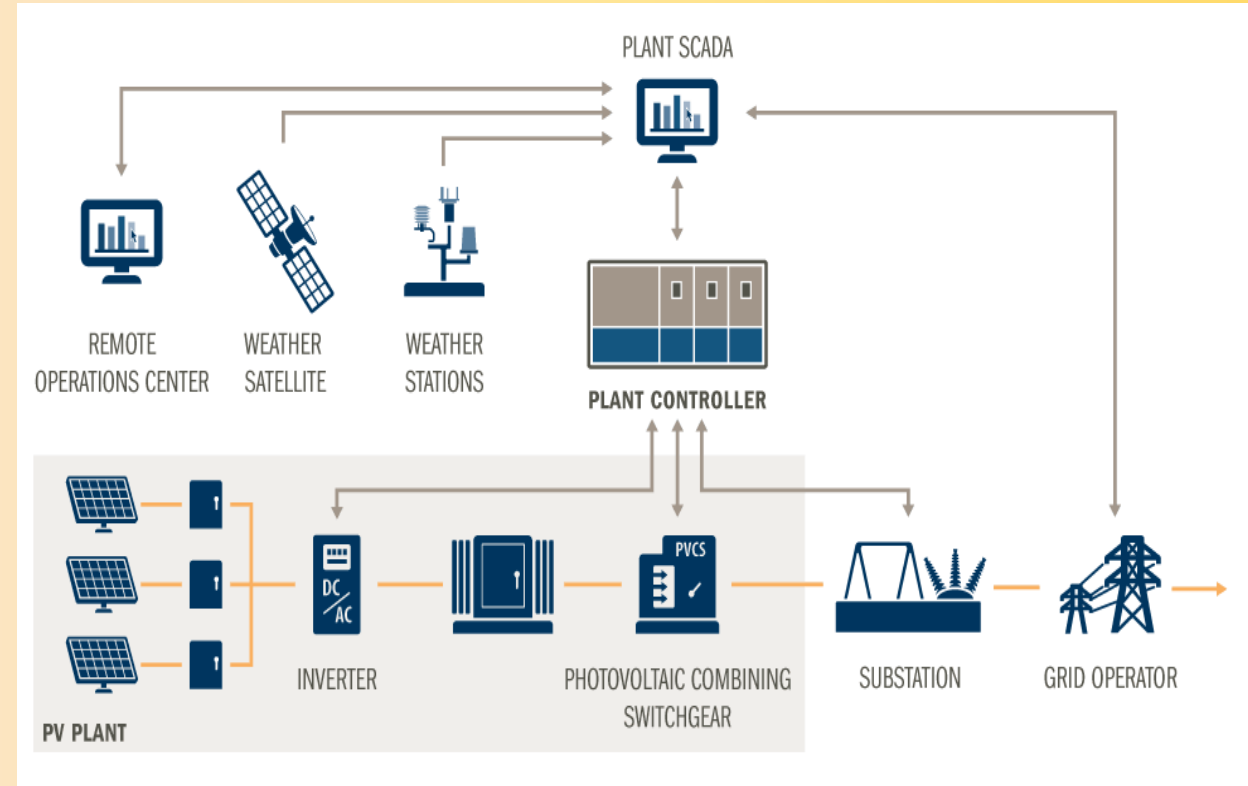 PLANT SCADA
REMOTE
OPERATIONS CENTER
WEATHER
SATELLITE
WEATHER
STATIONS
PLANT CONTROLLER
DC
AC
PVCS
INVERTER
PHOTOVOLTAIC COMBINING
SWITCHGEAR
SUBSTATION
GRID OPERATOR
PV PLANT